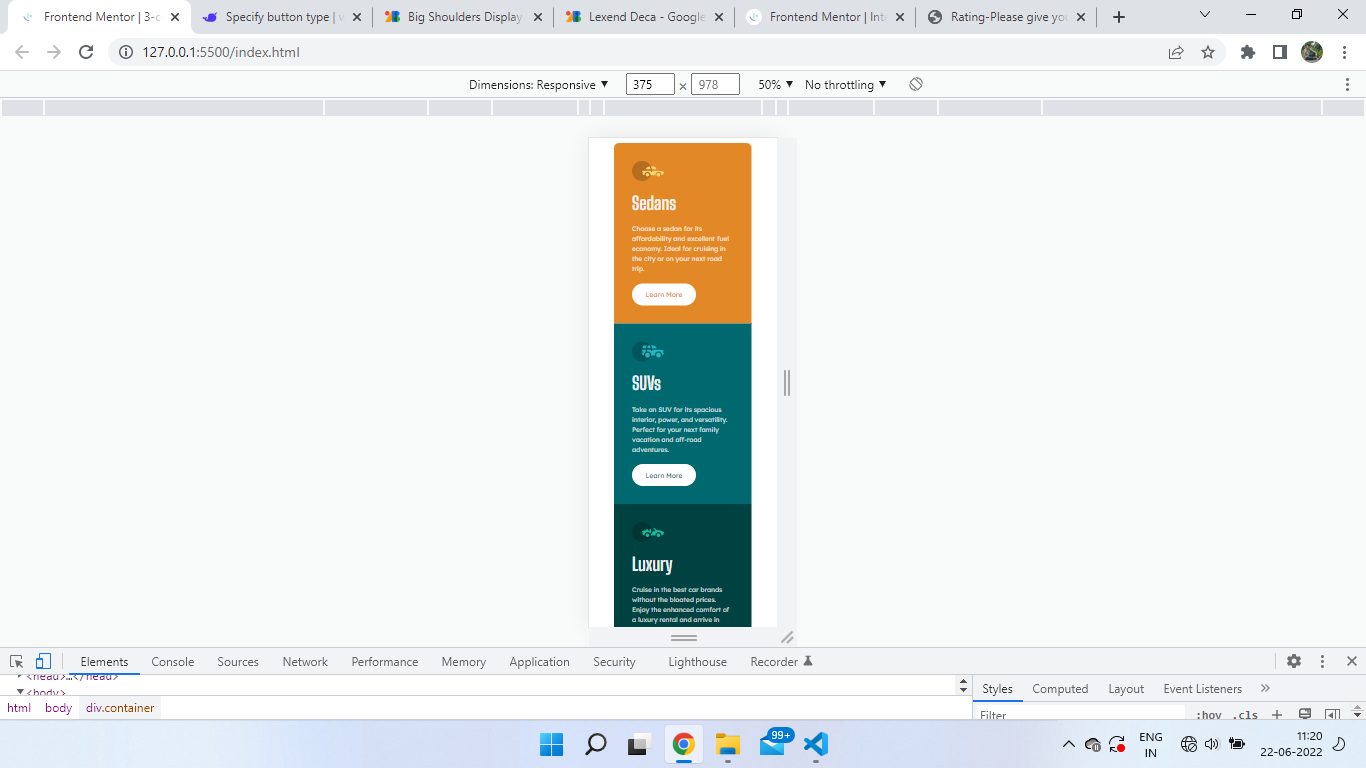 Frontend Mentor | 3-c
Specify button type | v
Big Shoulders Display
Lexend Deca - Google
Frontend Mentor | Inte
Rating-Please give you
127.0.0.1:5500/index.html
Dimensions: Responsive ▼ 375 × 978 50% ▼ No throttling ▼
Sedans
Choose a sedan for its
affordability and excellent fuel
economy. Ideal for cruising in
the city or on your next road
trip.
Learn More
SUVs
Take an SUV for its spacious
interior, power, and versatility.
Perfect for your next family
vacation and off-road
adventures.
Learn More
Luxury
Cruise in the best car brands
without the bloated prices.
Enjoy the enhanced comfort of
a luxury rental and arrive in
Elements Console Sources Network Performance Memory Application Security Lighthouse Recorder
<head>…</head>
<body>
html body div.container
Styles Computed Layout Event Listeners »
Filter :hov .cls
99+
ENG
IN
11:20
22-06-2022